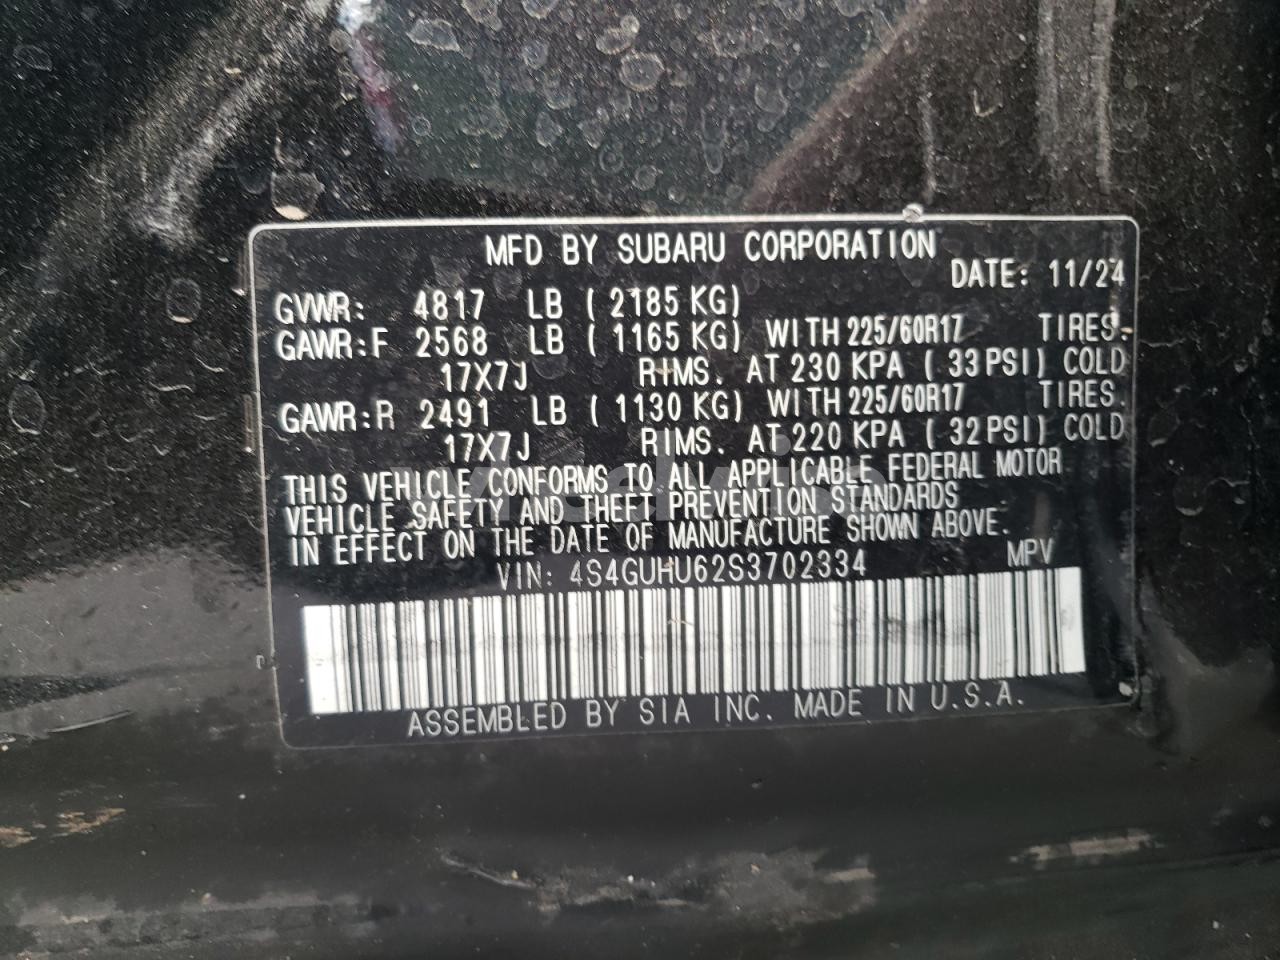 MFD BY SUBARU CORPORATION
DATE: 11/24
GVWR: 4817 LB ( 2185 KG)
GAWR:F 2568 LB ( 1165 KG) WITH 225/60R17 TIRES.
17X7J RIMS. AT 230 KPA ( 33 PSI) COLD
GAWR:R 2491 LB ( 1130 KG) WITH 225/60R17 TIRES.
17X7J RIMS. AT 220 KPA ( 32 PSI) COLD
THIS VEHICLE CONFORMS TO ALL APPLICABLE FEDERAL MOTOR
VEHICLE SAFETY AND THEFT PREVENTION STANDARDS
IN EFFECT ON THE DATE OF MANUFACTURE SHOWN ABOVE.
VIN: 4S4GUHU62S3702334 MPV
ASSEMBLED BY SIA INC. MADE IN U.S.A.